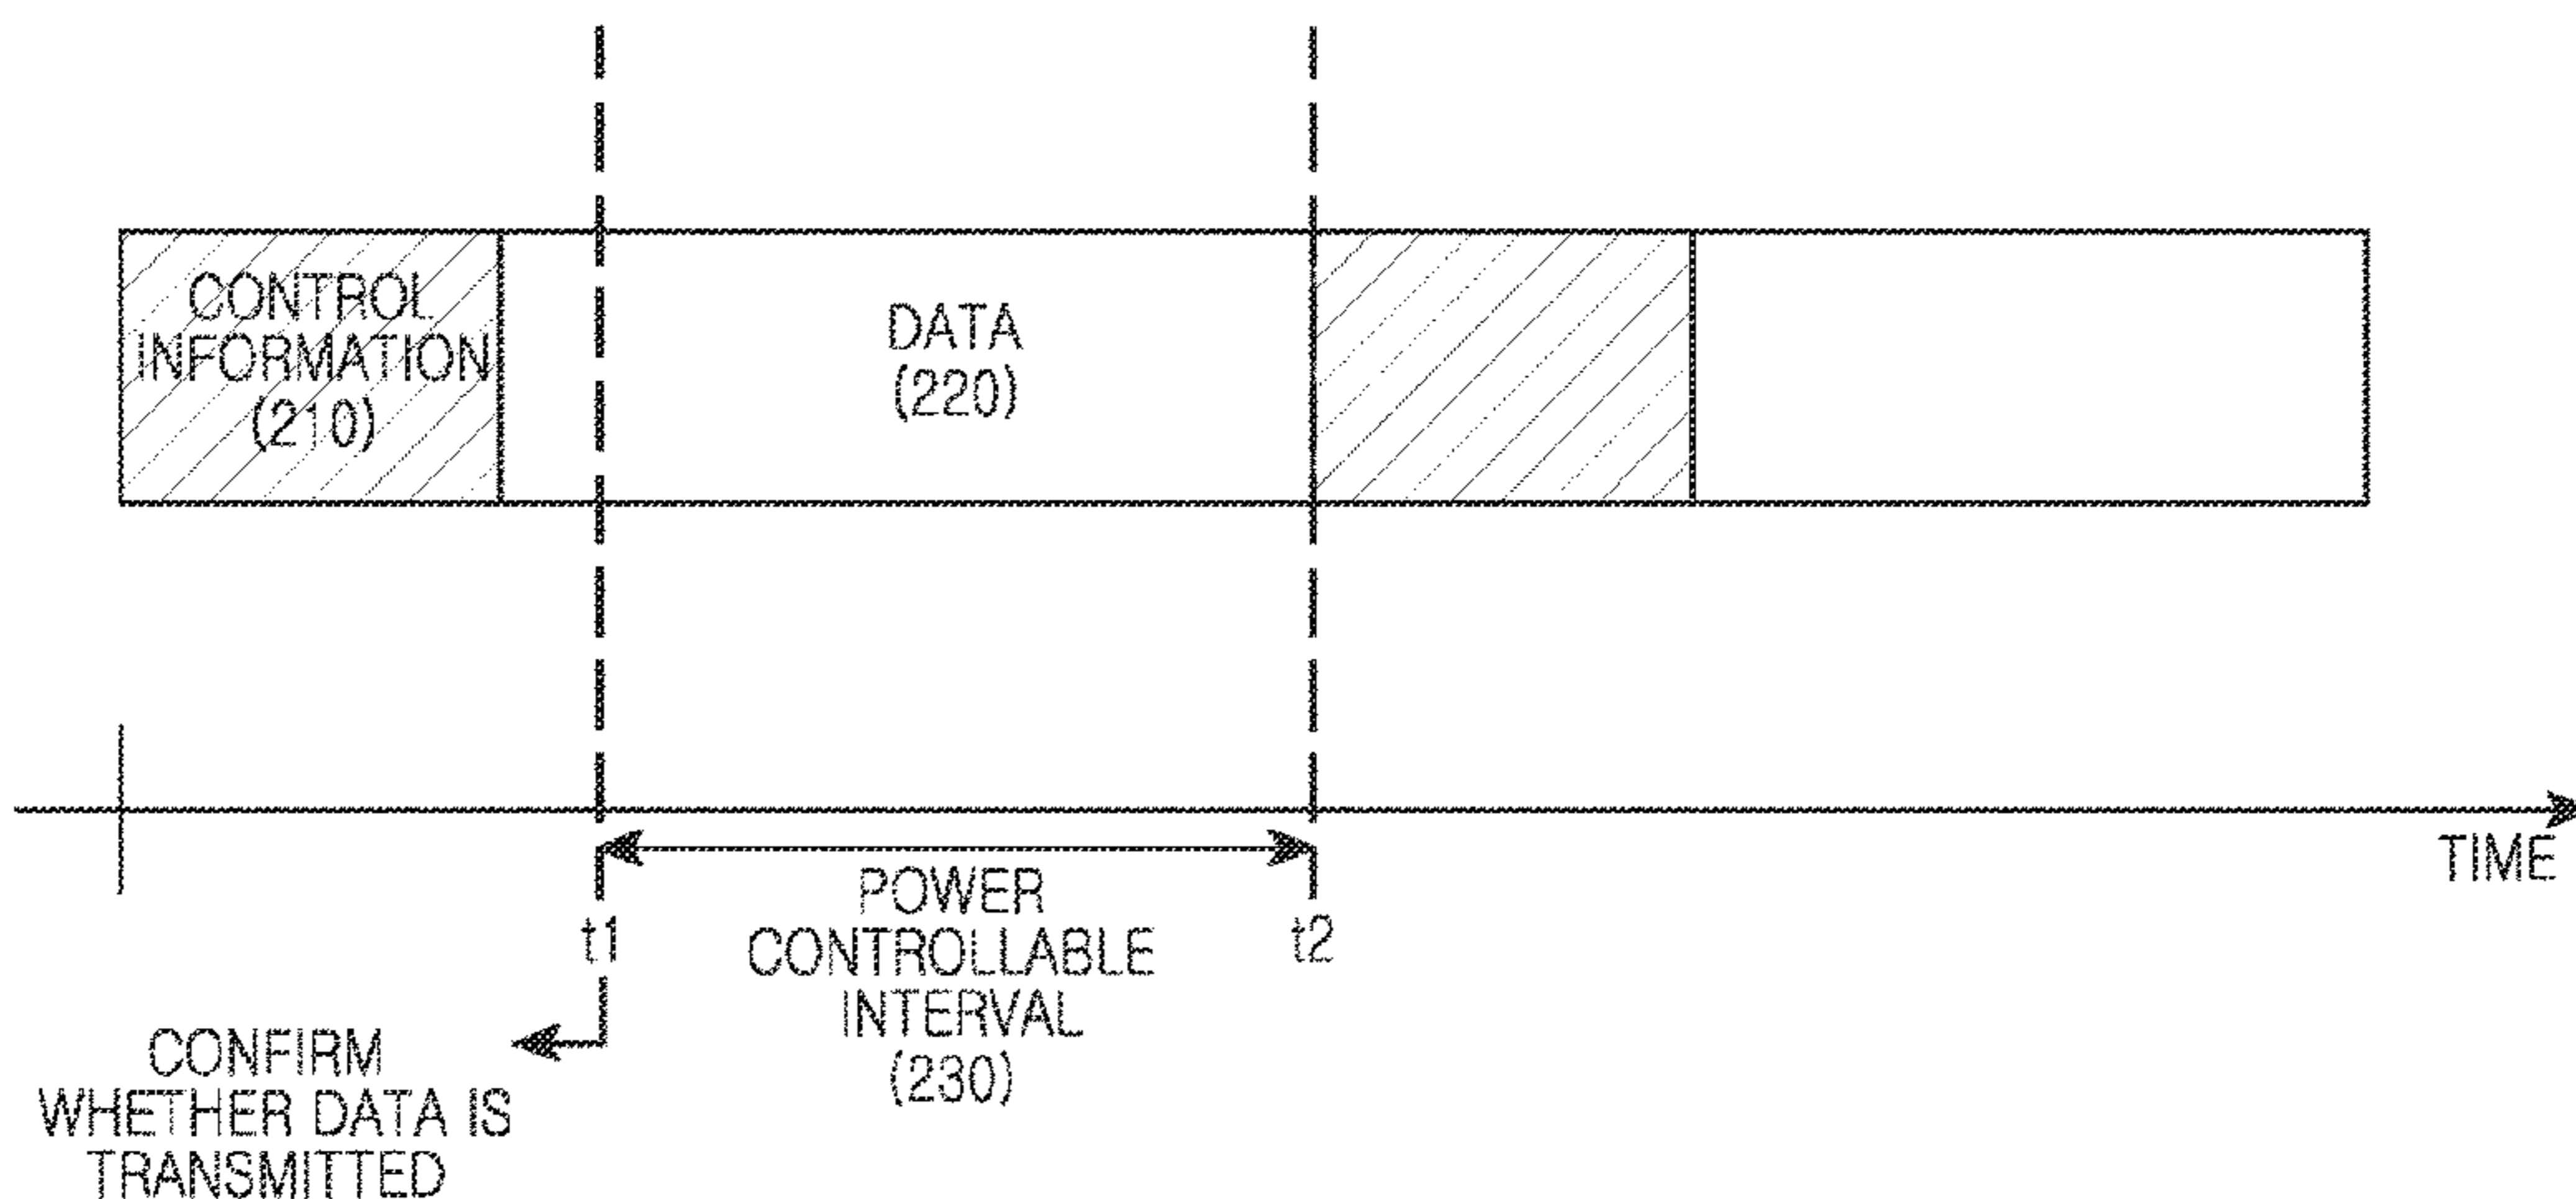 CONTROL
INFORMATION
(210)
DATA
(220)
TIME
t1
POWER
CONTROLLABLE
INTERVAL
(230)
t2
CONFIRM
WHETHER DATA IS
TRANSMITTED